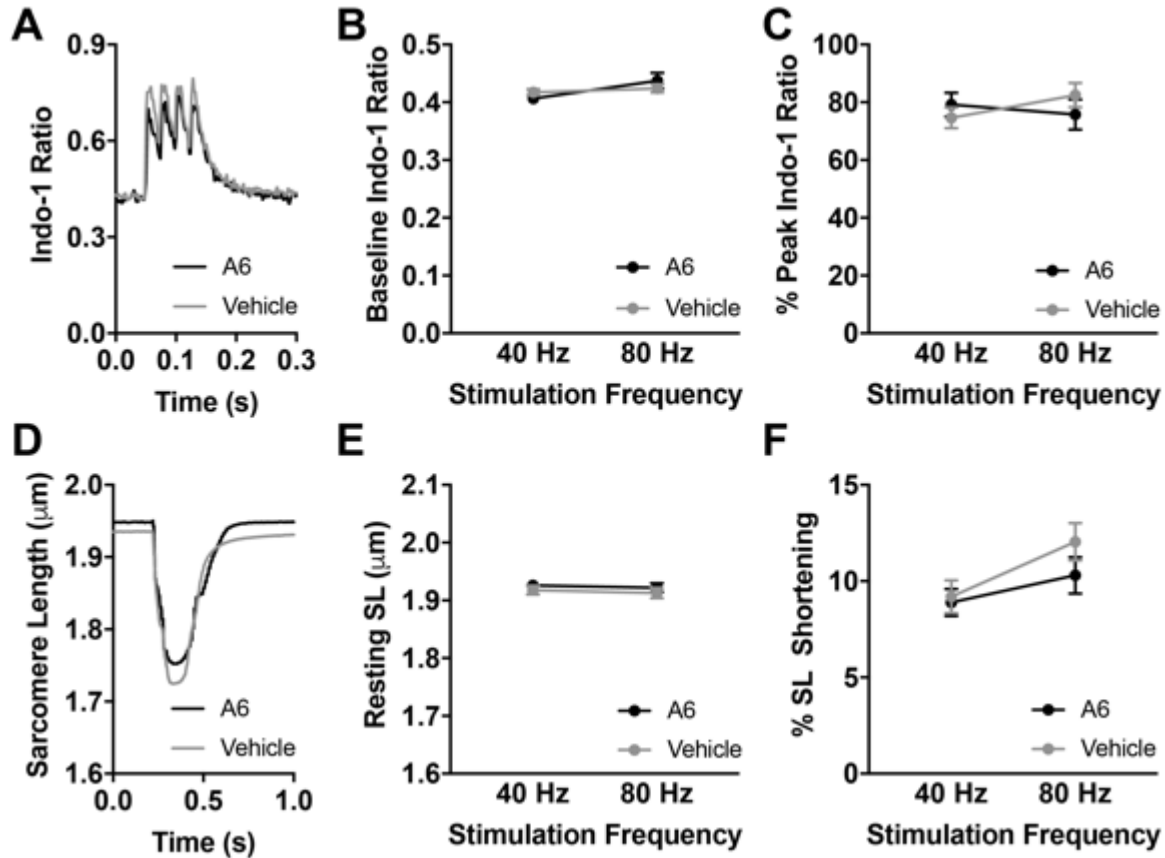 A
Indo-1 Ratio
0.9
0.6
0.3
0.0
A6
Vehicle
0.0 0.1 0.2 0.3
Time (s)
B
Baseline Indo-1 Ratio
0.5
0.4
0.3
0.2
0.1
0.0
A6
Vehicle
40 Hz 80 Hz
Stimulation Frequency
C
% Peak Indo-1 Ratio
100
80
60
40
20
0
A6
Vehicle
40 Hz 80 Hz
Stimulation Frequency
D
Sarcomere Length (μm)
2.0
1.9
1.8
1.7
1.6
A6
Vehicle
0.0 0.5 1.0
Time (s)
E
Resting SL (μm)
2.1
2.0
1.9
1.8
1.7
1.6
A6
Vehicle
40 Hz 80 Hz
Stimulation Frequency
F
% SL Shortening
15
10
5
0
A6
Vehicle
40 Hz 80 Hz
Stimulation Frequency